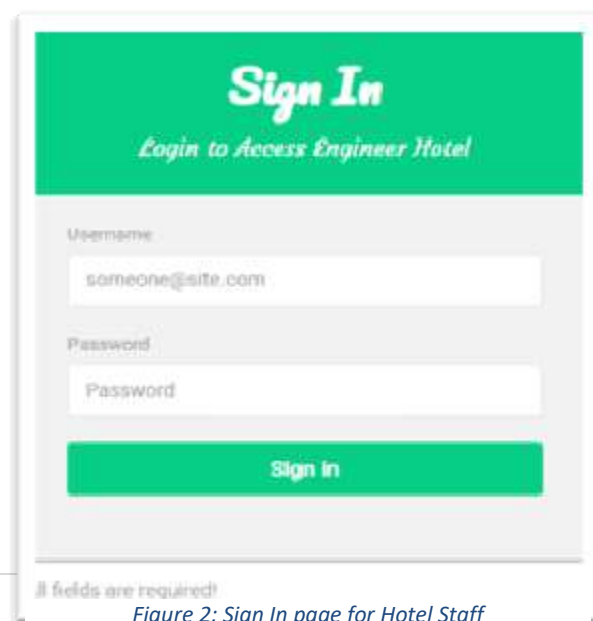 Sign In
Login to Access Engineer Hotel
Username
someone@site.com
Password
Password
Sign in
ll fields are required!
Figure 2: Sign In page for Hotel Staff